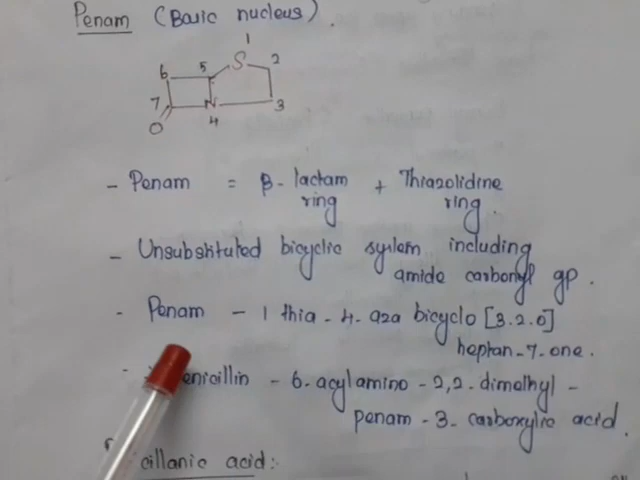 Penam (Basic nucleus).
1
S
2
5
6
7
N
3
O
4
- Penam = β-lactam ring + Thiazolidine ring.
- Unsubstituted bicyclic system including
amide carbonyl gp.
- Penam - 1 thia-4-aza bicyclo [3.2.0]
heptan-7-one.
- enicillin - 6-acylamino-2,2-dimethyl-
penam-3-carboxylic acid.
cillanic acid:-